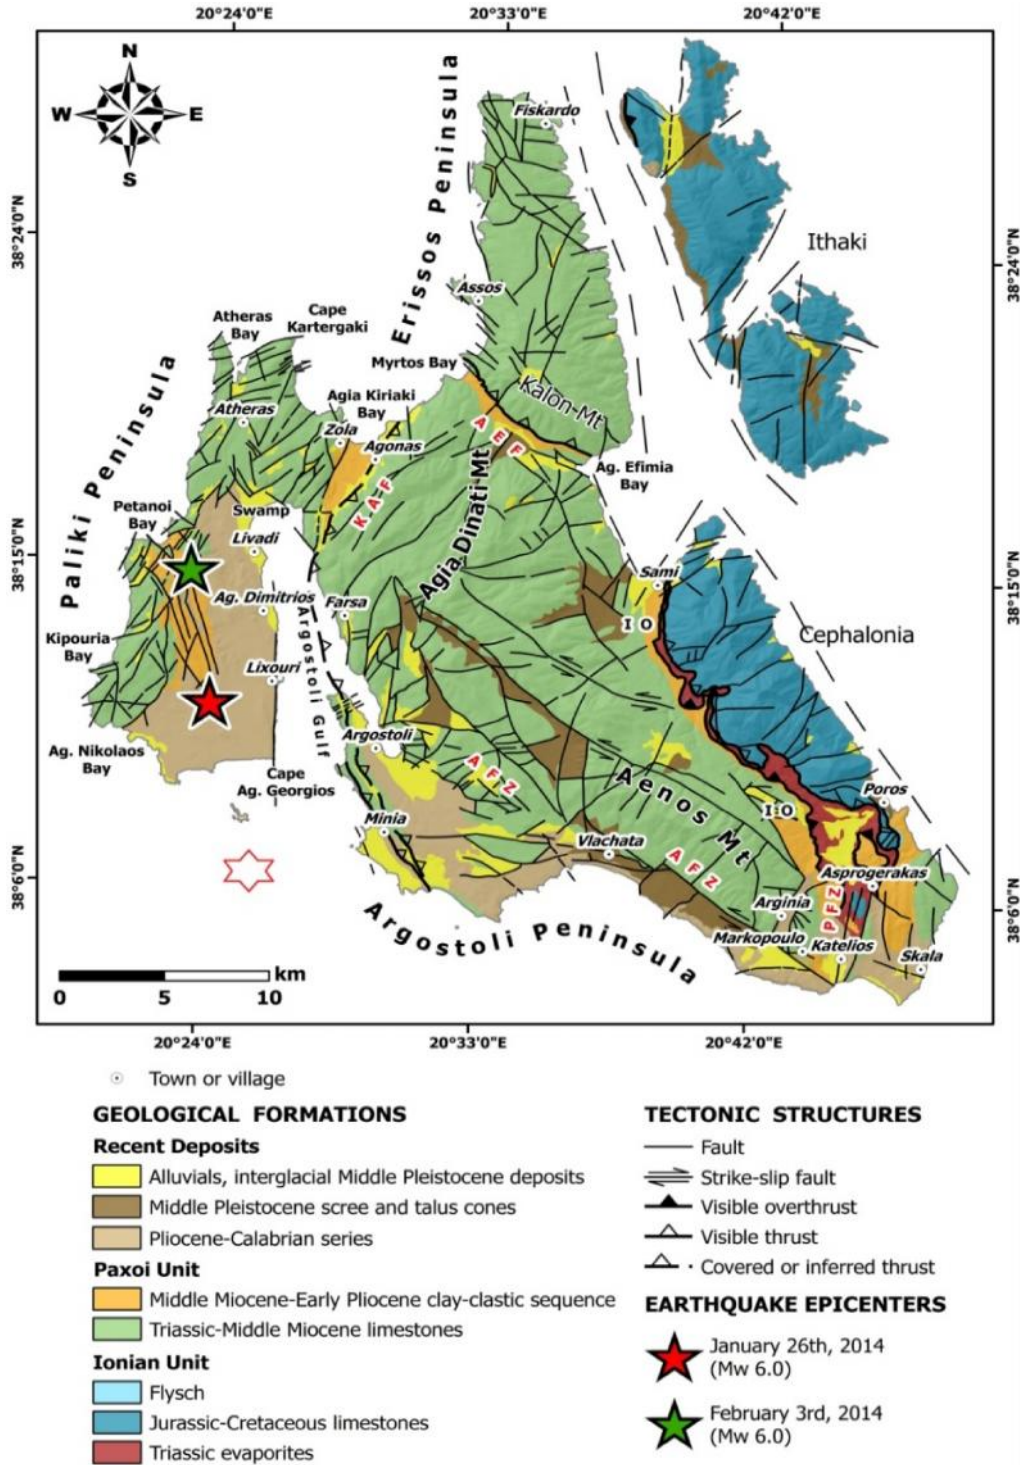 20°24'0"E
20°33'0"E
20°42'0"E
N
W
E
S
38°24'0"N
38°24'0"N
38°15'0"N
38°15'0"N
38°6'0"N
38°6'0"N
Erissos Peninsula
Fiskardo
Ithaki
Assos
Cape
Kartergaki
Atheras
Bay
Myrtos Bay
Kalon Mt
Paliki Peninsula
Agia Kiriaki
Bay
Atheras
Zola
Agonas
AEF
Ag. Efimia
Bay
KAF
Agia Dinati Mt
Petanoi
Bay
Swamp
Livadi
Sami
Ag. Dimitrios
Farsa
IO
Cephalonia
Kipouria
Bay
Argostoli Gulf
Lixouri
Ag. Nikolaos
Bay
Argostoli
Cape
Ag. Georgios
AFZ
Aenos Mt
Poros
IO
Minia
Vlachata
AFZ
Asprogerakas
Arginia
PFZ
Argostoli Peninsula
Markopoulo
Katelios
Skala
km
0
5
10
20°24'0"E
20°33'0"E
20°42'0"E
Town or village
GEOLOGICAL FORMATIONS
Recent Deposits
Alluvials, interglacial Middle Pleistocene deposits
Middle Pleistocene scree and talus cones
Pliocene-Calabrian series
Paxoi Unit
Middle Miocene-Early Pliocene clay-clastic sequence
Triassic-Middle Miocene limestones
Ionian Unit
Flysch
Jurassic-Cretaceous limestones
Triassic evaporites
TECTONIC STRUCTURES
Fault
Strike-slip fault
Visible overthrust
Visible thrust
Covered or inferred thrust
EARTHQUAKE EPICENTERS
January 26th, 2014
(Mw 6.0)
February 3rd, 2014
(Mw 6.0)